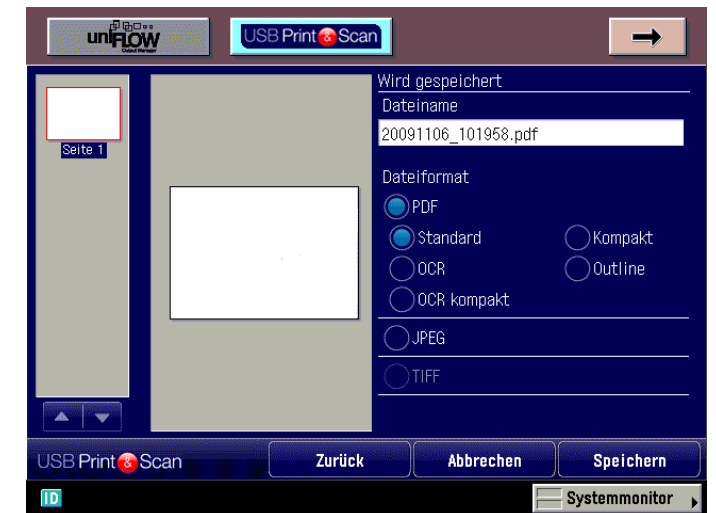 uniFLOW
USB Print & Scan
Wird gespeichert
Dateiname
20091106_101958.pdf
Seite 1
Dateiformat
PDF
Standard
Kompakt
OCR
Outline
OCR kompakt
JPEG
TIFF
USB Print & Scan
Zurück
Abbrechen
Speichern
ID
Systemmonitor